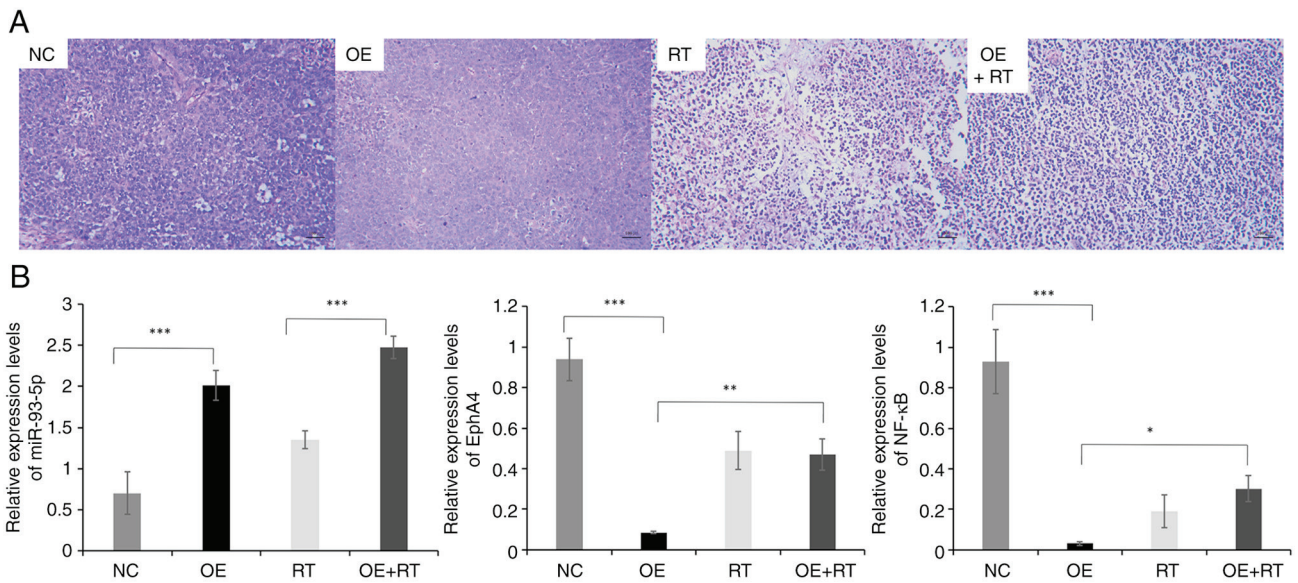 A
NC
OE
RT
OE
+ RT
B
Relative expression levels
of miR-93-5p
3
2.5
2
1.5
1
0.5
0
***
***
NC
OE
RT
OE+RT
Relative expression levels
of EphA4
1.2
1
0.8
0.6
0.4
0.2
0
***
**
NC
OE
RT
OE+RT
Relative expression levels
of NF-κB
1.2
1
0.8
0.6
0.4
0.2
0
***
*
NC
OE
RT
OE+RT